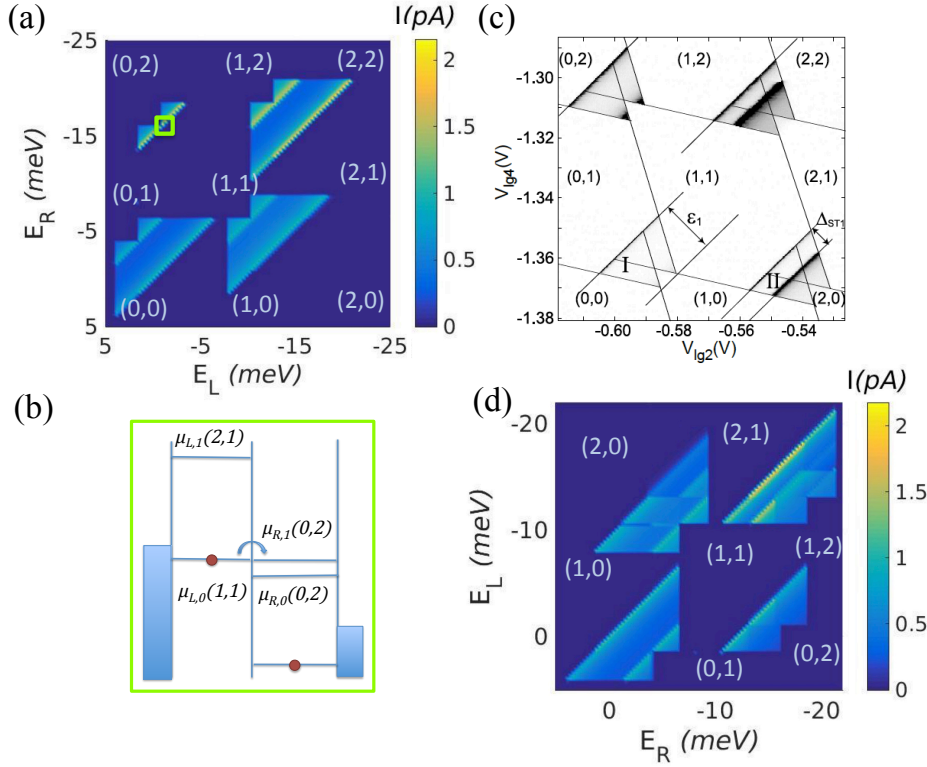 (a)
I(pA)
-25
-15
-5
5
E_R (meV)
(0,2)
(1,2)
(2,2)
(0,1)
(1,1)
(2,1)
(0,0)
(1,0)
(2,0)
5
-5
-15
-25
E_L (meV)
2
1.5
1
0.5
0
(c)
-1.30
-1.32
-1.34
-1.36
-1.38
V_lg4(V)
(0,2)
(1,2)
(2,2)
(0,1)
(1,1)
(2,1)
ε_1
Δ_ST1
I
II
(0,0)
(1,0)
(2,0)
-0.60
-0.58
-0.56
-0.54
V_lg2(V)
(b)
μ_L,1(2,1)
μ_R,1(0,2)
μ_L,0(1,1)
μ_R,0(0,2)
(d)
I(pA)
-20
-10
0
E_L (meV)
(2,0)
(2,1)
(1,0)
(1,1)
(1,2)
(0,1)
(0,2)
0
-10
-20
E_R (meV)
2
1.5
1
0.5
0